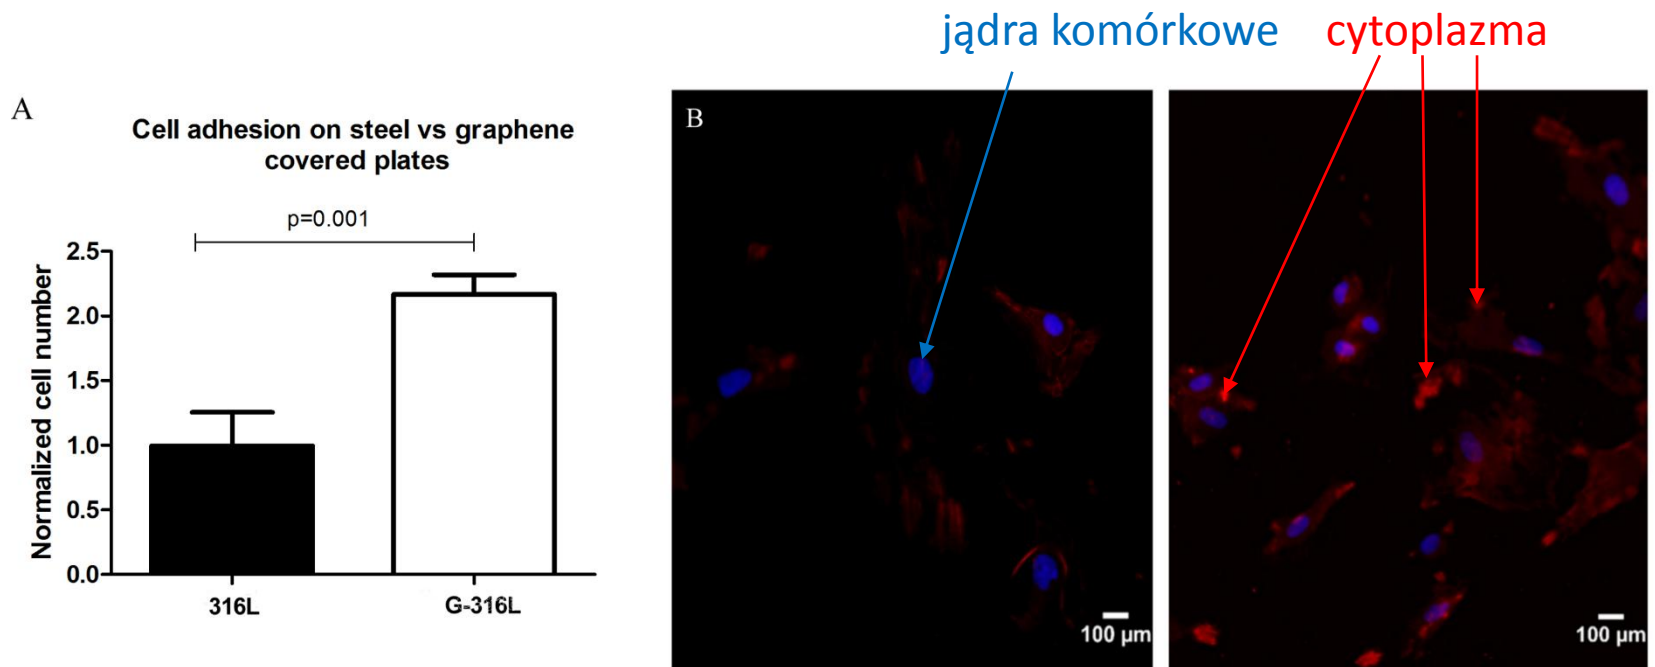 jądra komórkowe cytoplazma
A
Cell adhesion on steel vs graphene
covered plates
p=0.001
Normalized cell number
2.5
2.0
1.5
1.0
0.5
0.0
316L
G-316L
B
100 µm
100 µm